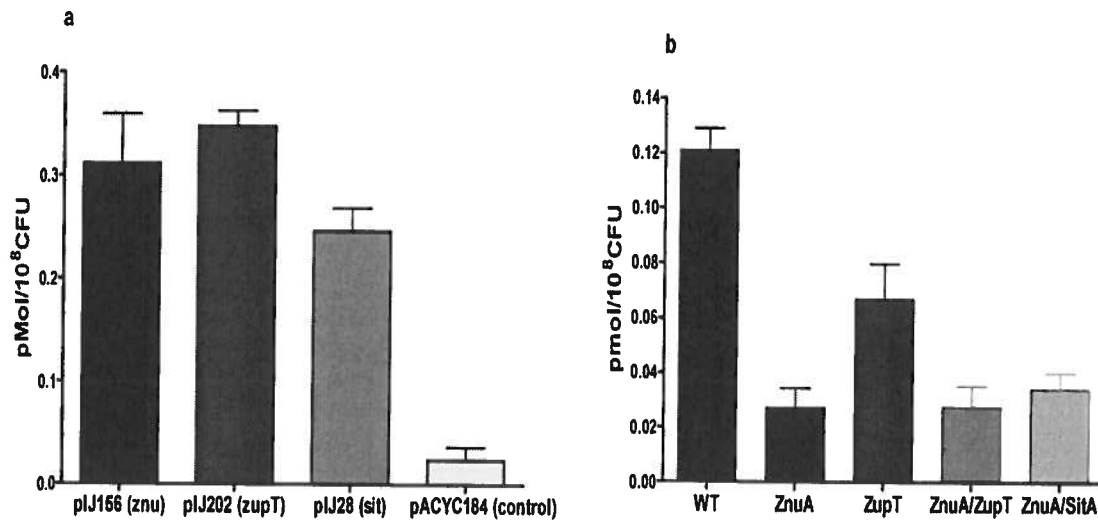 a
pMol/10⁸CFU
0.4
0.3
0.2
0.1
0.0
pIJ156 (znu) pIJ202 (zupT) pIJ28 (sit) pACYC184 (control)
b
pmol/10⁸CFU
0.14
0.12
0.10
0.08
0.06
0.04
0.02
0.00
WT ZnuA ZupT ZnuA/ZupT ZnuA/SitA